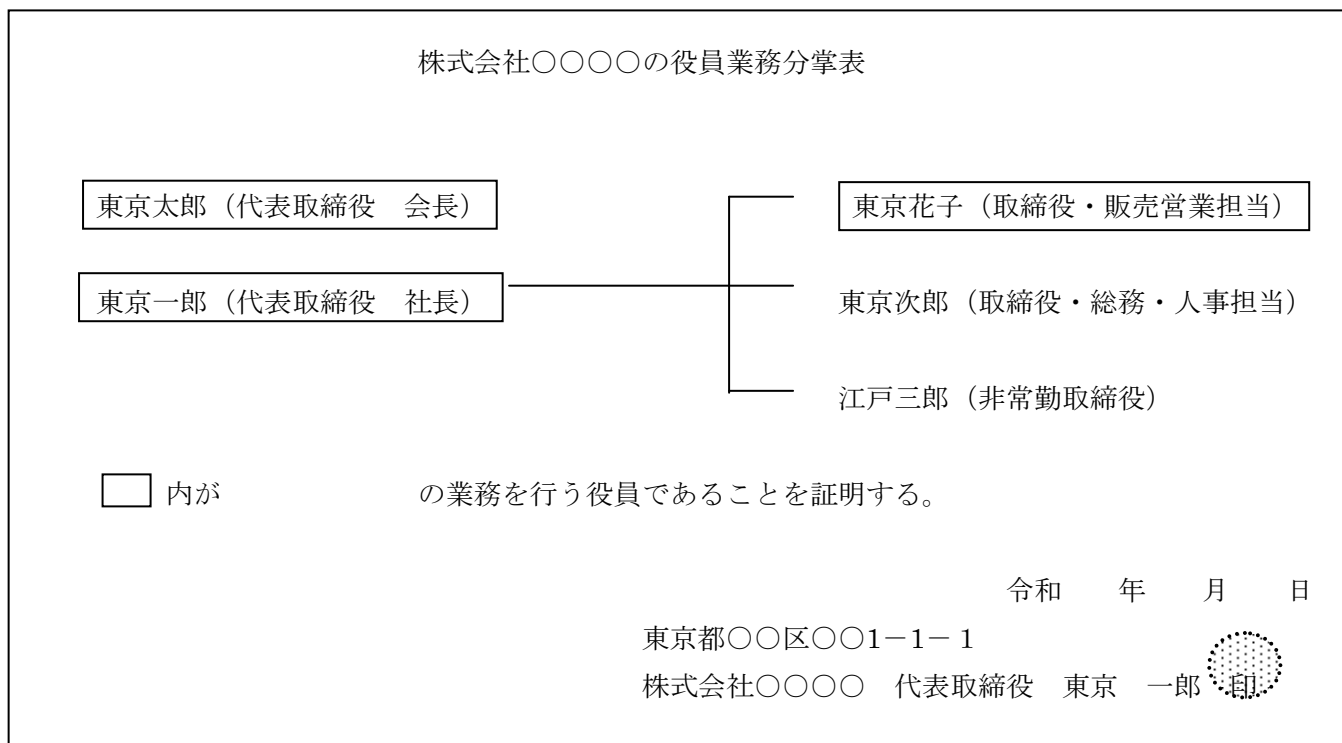 株式会社○○○○の役員業務分掌表
東京太郎（代表取締役　会長）
東京花子（取締役・販売営業担当）
東京一郎（代表取締役　社長）
東京次郎（取締役・総務・人事担当）
江戸三郎（非常勤取締役）
内が　　　　　　　の業務を行う役員であることを証明する。
令和　　年　　月　　日
東京都○○区○○1－1－１
株式会社○○○○　代表取締役　東京　一郎　印